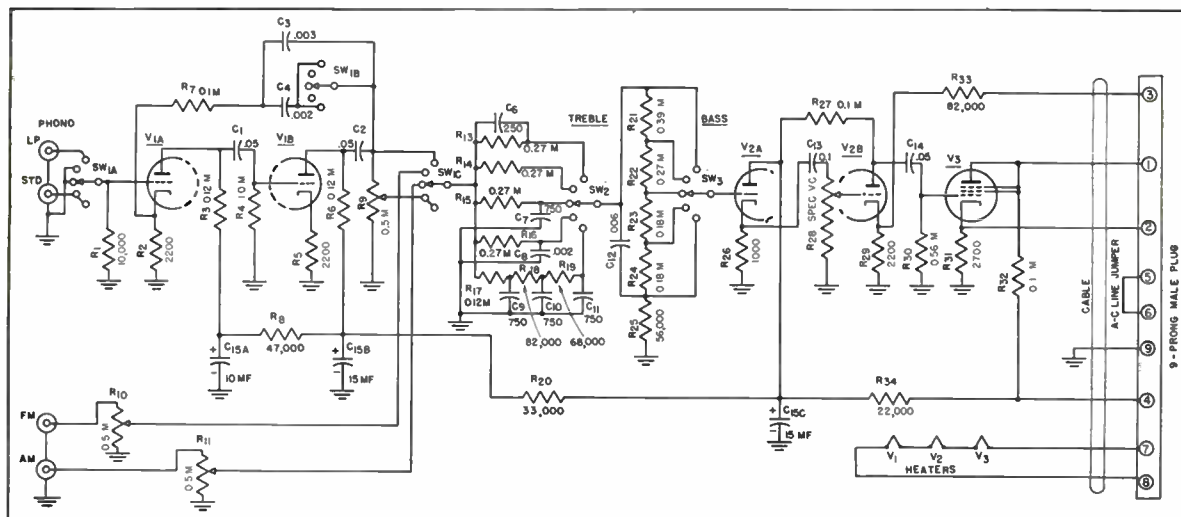 C3 .003
SW1B
C4 .002
R7 0.1M
PHONO
LP
STD
SW1A
V1A
C1 .05
V1B
C2 .05
R1 10,000
R2 2200
R3 0.12 M
R4 1.0 M
R5 2200
R6 0.12 M
R9 0.5 M
SW1C
R8 47,000
C15A 10 MF
C15B 15 MF
C6 250
R13 0.27 M
R14 0.27 M
R15 0.27 M
C7 750
R16 0.27 M
C8 .002
R17 0.12M
R18 82,000
R19 68,000
C9 750
C10 750
C11 750
TREBLE
SW2
C12 .006
R21 0.39 M
R22 0.27 M
R23 0.18 M
R24 0.18 M
R25 56,000
BASS
SW3
V2A
R26 1000
R27 0.1 M
C13 0.1
R28 SPEC VC
V2B
R29 2200
C14 .05
R30 0.56 M
V3
R31 2700
R32 0.1 M
R33 82,000
R34 22,000
R20 33,000
C15C 15 MF
FM
R10 0.5 M
AM
R11 0.5 M
V1 V2 V3
HEATERS
CABLE
A-C LINE JUMPER
9-PRONG MALE PLUG
3
1
2
5
6
9
4
7
8